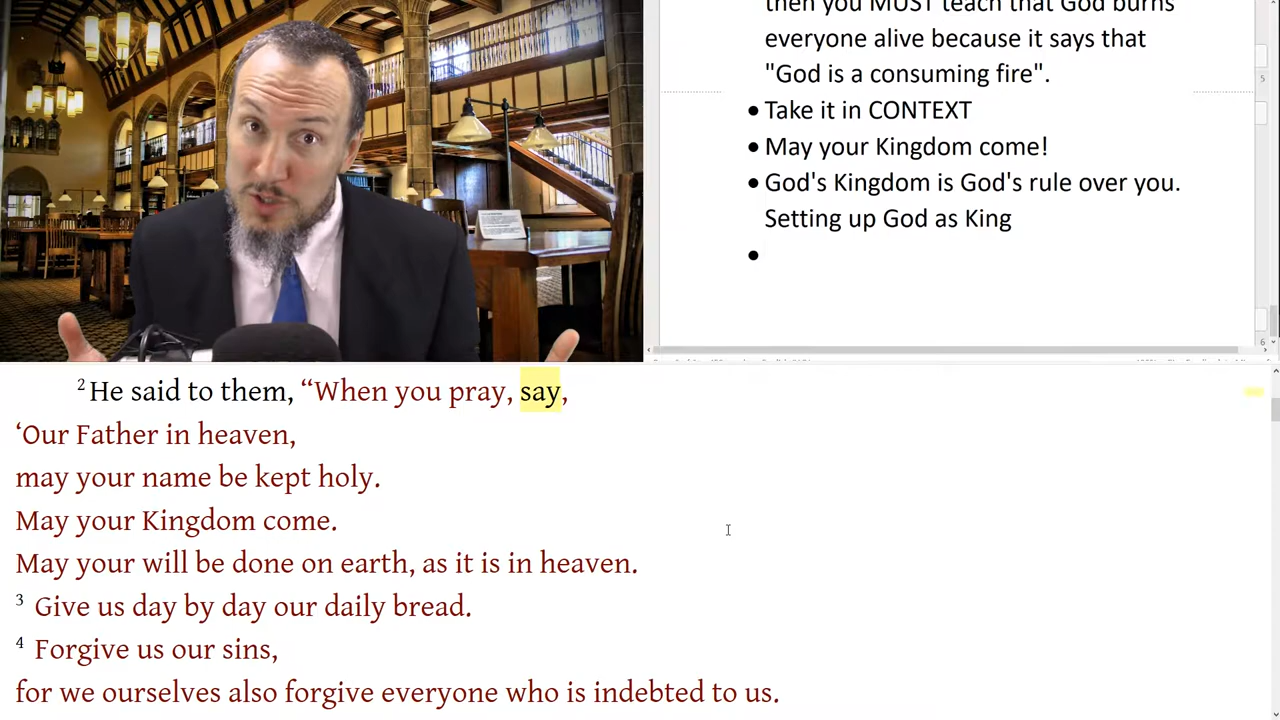 then you MUST teach that God burns
everyone alive because it says that
"God is a consuming fire".
• Take it in CONTEXT
• May your Kingdom come!
• God's Kingdom is God's rule over you.
Setting up God as King
•
5
6
2 He said to them, “When you pray, say,
‘Our Father in heaven,
may your name be kept holy.
May your Kingdom come.
May your will be done on earth, as it is in heaven.
3 Give us day by day our daily bread.
4 Forgive us our sins,
for we ourselves also forgive everyone who is indebted to us.